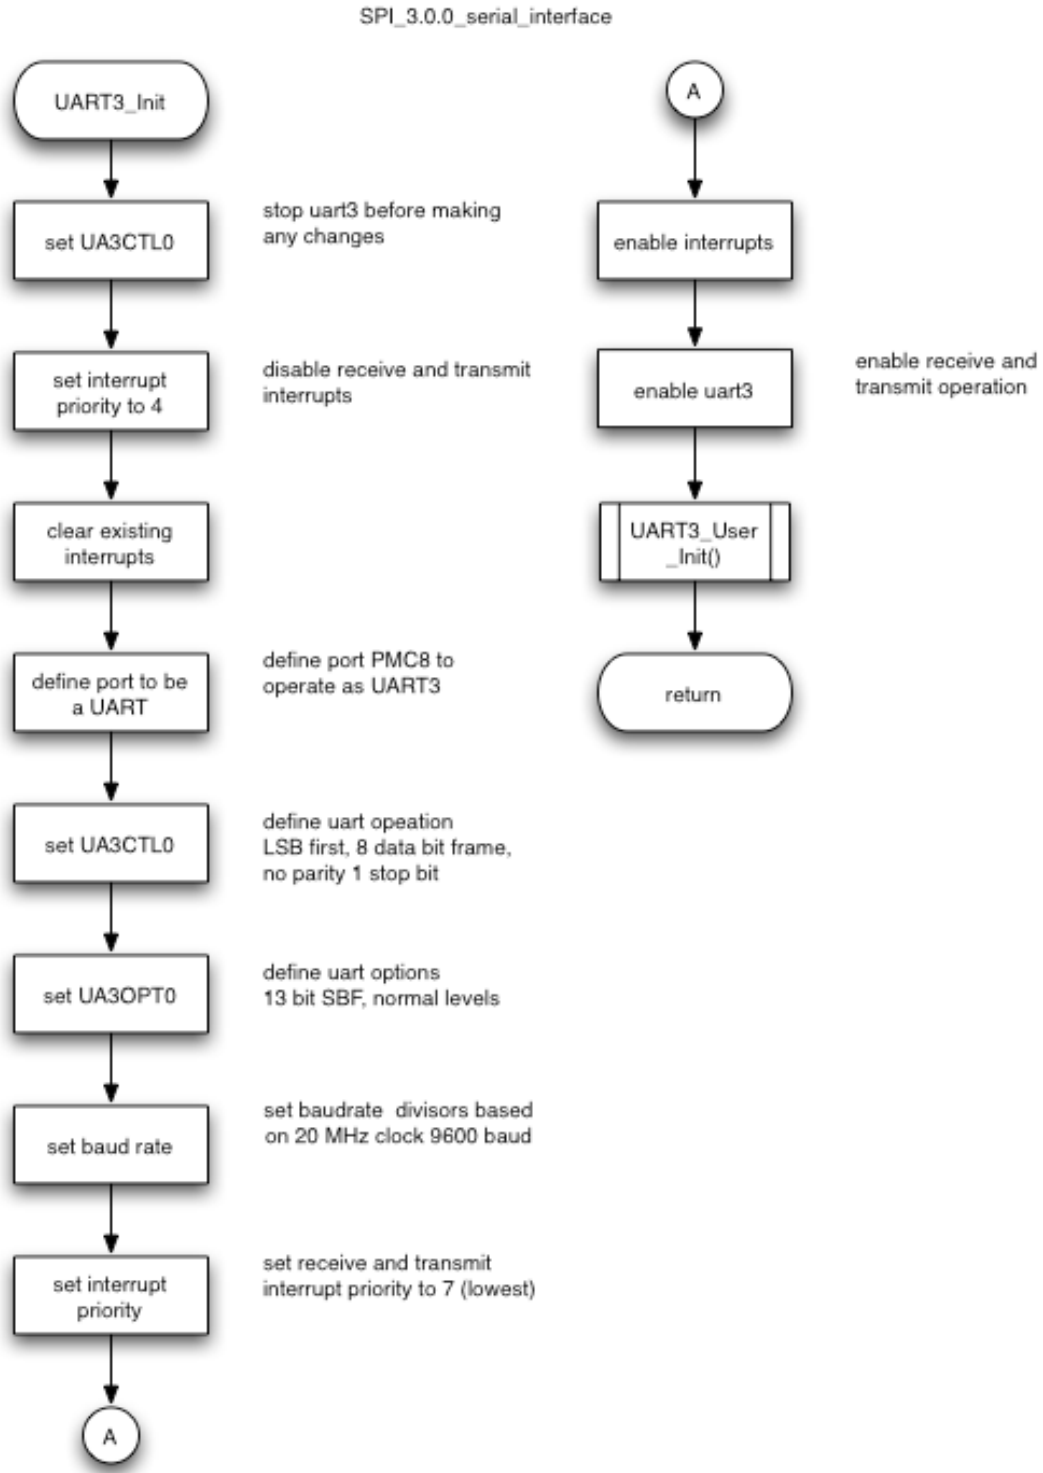 SPI_3.0.0_serial_interface
UART3_Init
set UA3CTL0
stop uart3 before making
any changes
set interrupt
priority to 4
disable receive and transmit
interrupts
clear existing
interrupts
define port to be
a UART
define port PMC8 to
operate as UART3
set UA3CTL0
define uart opeation
LSB first, 8 data bit frame,
no parity 1 stop bit
set UA3OPT0
define uart options
13 bit SBF, normal levels
set baud rate
set baudrate  divisors based
on 20 MHz clock 9600 baud
set interrupt
priority
set receive and transmit
interrupt priority to 7 (lowest)
A
A
enable interrupts
enable uart3
enable receive and
transmit operation
UART3_User
_Init()
return